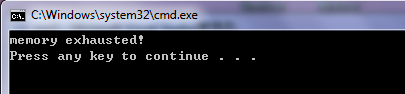 C:\Windows\system32\cmd.exe
memory exhausted!
Press any key to continue . . .